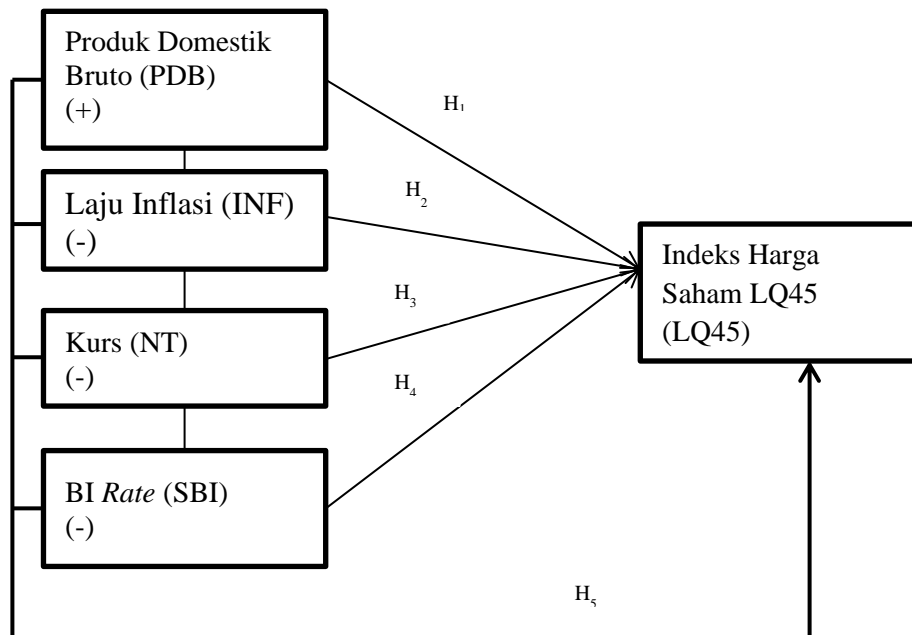 Produk Domestik
Bruto (PDB)
(+)
H₁
Laju Inflasi (INF)
(-)
H₂
Indeks Harga
Saham LQ45
(LQ45)
Kurs (NT)
(-)
H₃
H₄
BI Rate (SBI)
(-)
H₅